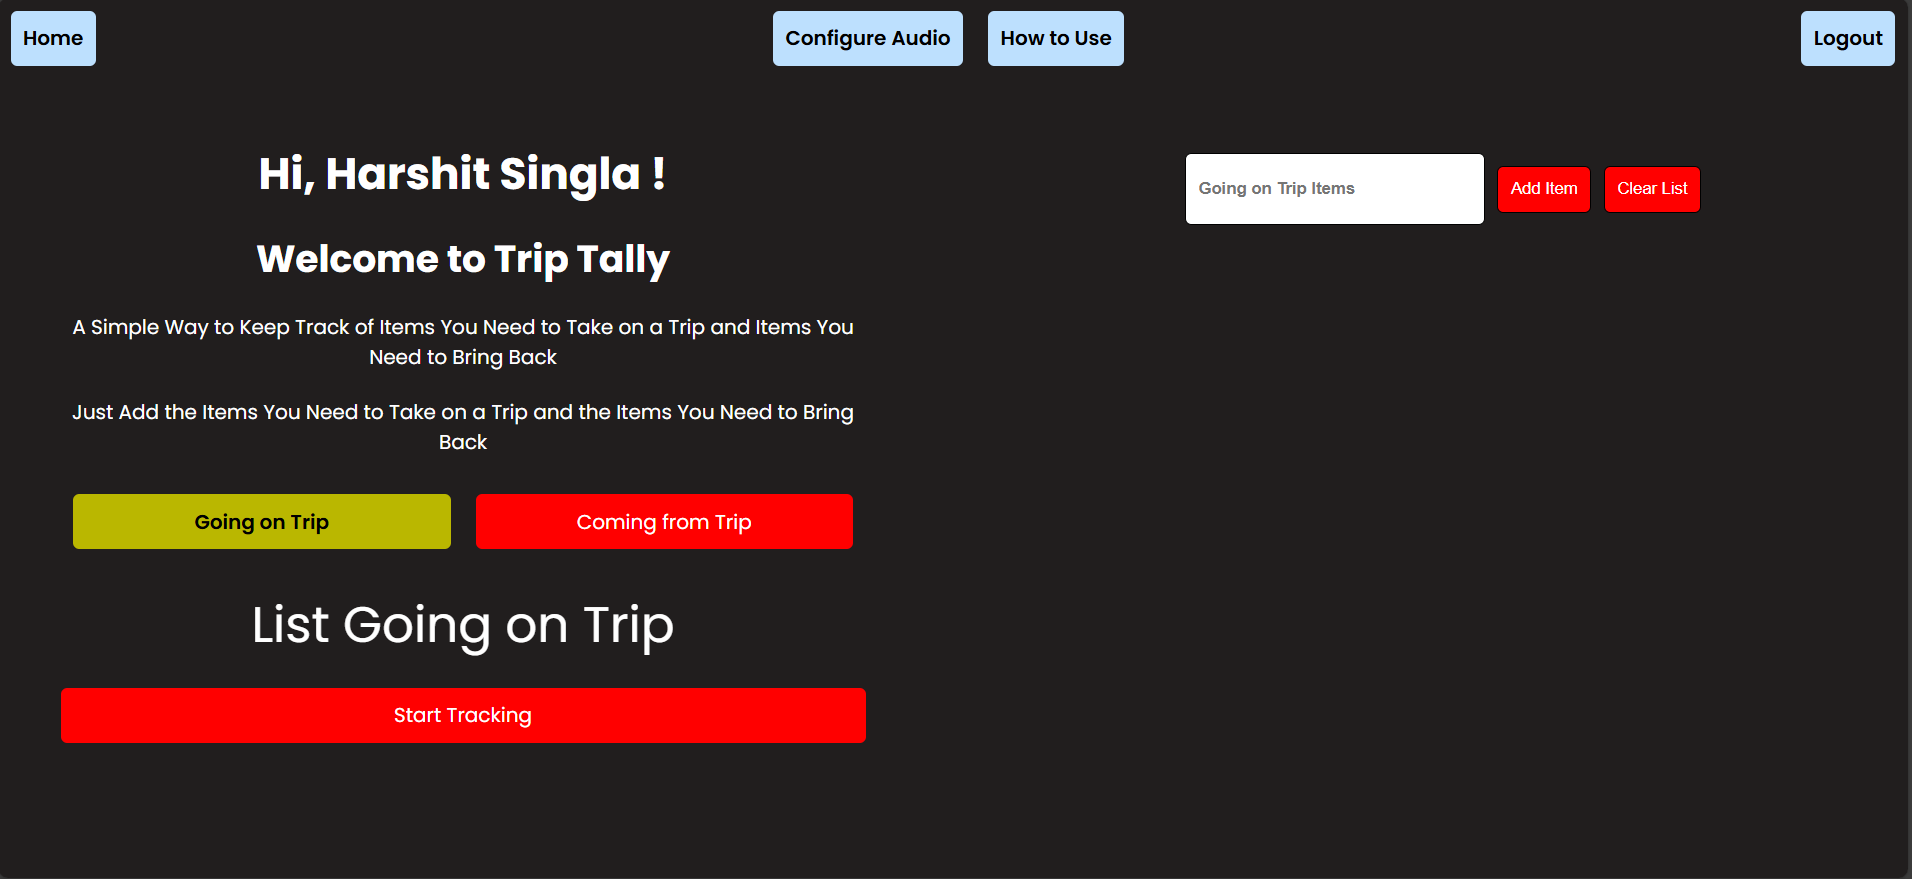 Home
Configure Audio
How to Use
Logout
Hi, Harshit Singla !
Welcome to Trip Tally
A Simple Way to Keep Track of Items You Need to Take on a Trip and Items You
Need to Bring Back
Just Add the Items You Need to Take on a Trip and the Items You Need to Bring
Back
Going on Trip
Coming from Trip
List Going on Trip
Start Tracking
Going on Trip Items
Add Item
Clear List